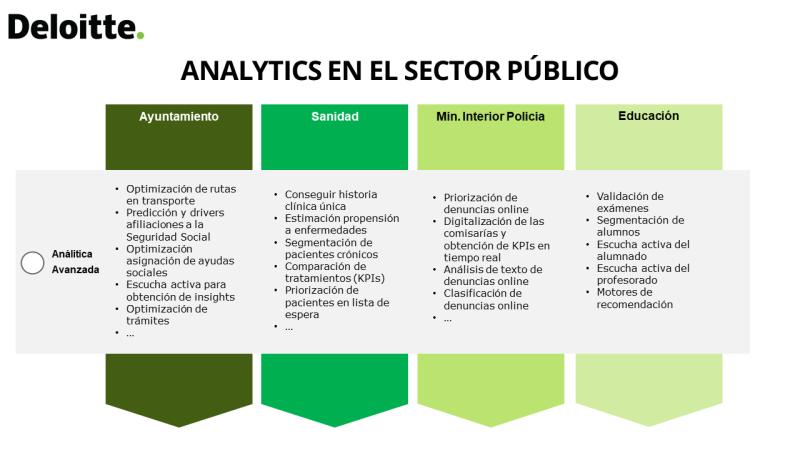 Deloitte.
ANALYTICS EN EL SECTOR PÚBLICO
Ayuntamiento
Sanidad
Min. Interior Policia
Educación
Análitica
Avanzada
• Optimización de rutas
en transporte
• Predicción y drivers
afiliaciones a la
Seguridad Social
• Optimización
asignación de ayudas
sociales
• Escucha activa para
obtención de insights
• Optimización de
trámites
• …
• Conseguir historia
clínica única
• Estimación propensión
a enfermedades
• Segmentación de
pacientes crónicos
• Comparación de
tratamientos (KPIs)
• Priorización de
pacientes en lista de
espera
• …
• Priorización de
denuncias online
• Digitalización de las
comisarías y
obtención de KPIs en
tiempo real
• Análisis de texto de
denuncias online
• Clasificación de
denuncias online
• …
• Validación de
exámenes
• Segmentación de
alumnos
• Escucha activa del
alumnado
• Escucha activa del
profesorado
• Motores de
recomendación